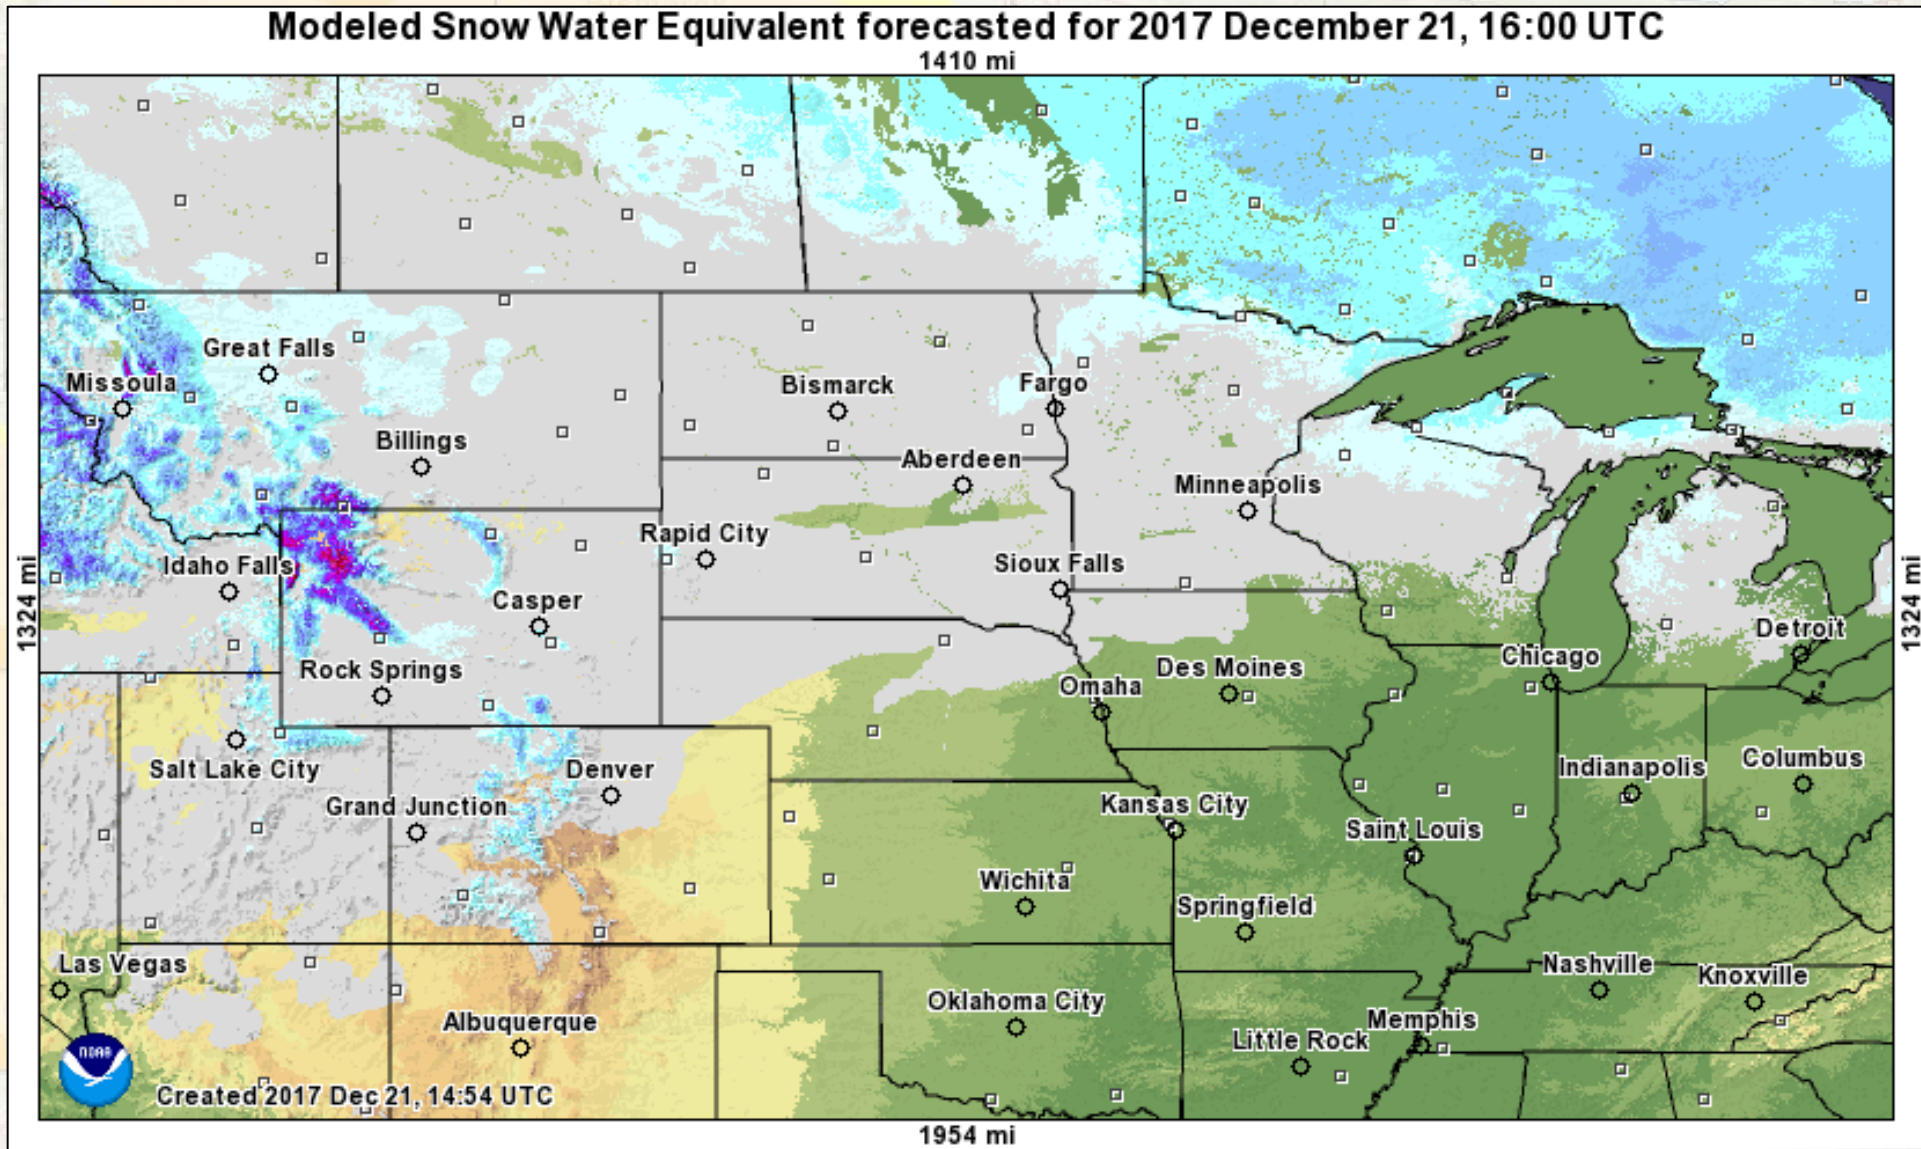 Modeled Snow Water Equivalent forecasted for 2017 December 21, 16:00 UTC
1410 mi
Great Falls
Missoula
Bismarck
Fargo
Billings
Aberdeen
Minneapolis
Rapid City
Idaho Falls
Sioux Falls
1324 mi
1324 mi
Casper
Detroit
Rock Springs
Des Moines
Chicago
Omaha
Salt Lake City
Denver
Indianapolis
Columbus
Grand Junction
Kansas City
Saint Louis
Wichita
Springfield
Las Vegas
Nashville
Knoxville
Oklahoma City
Albuquerque
Memphis
Little Rock
NOAA
Created 2017 Dec 21, 14:54 UTC
1954 mi